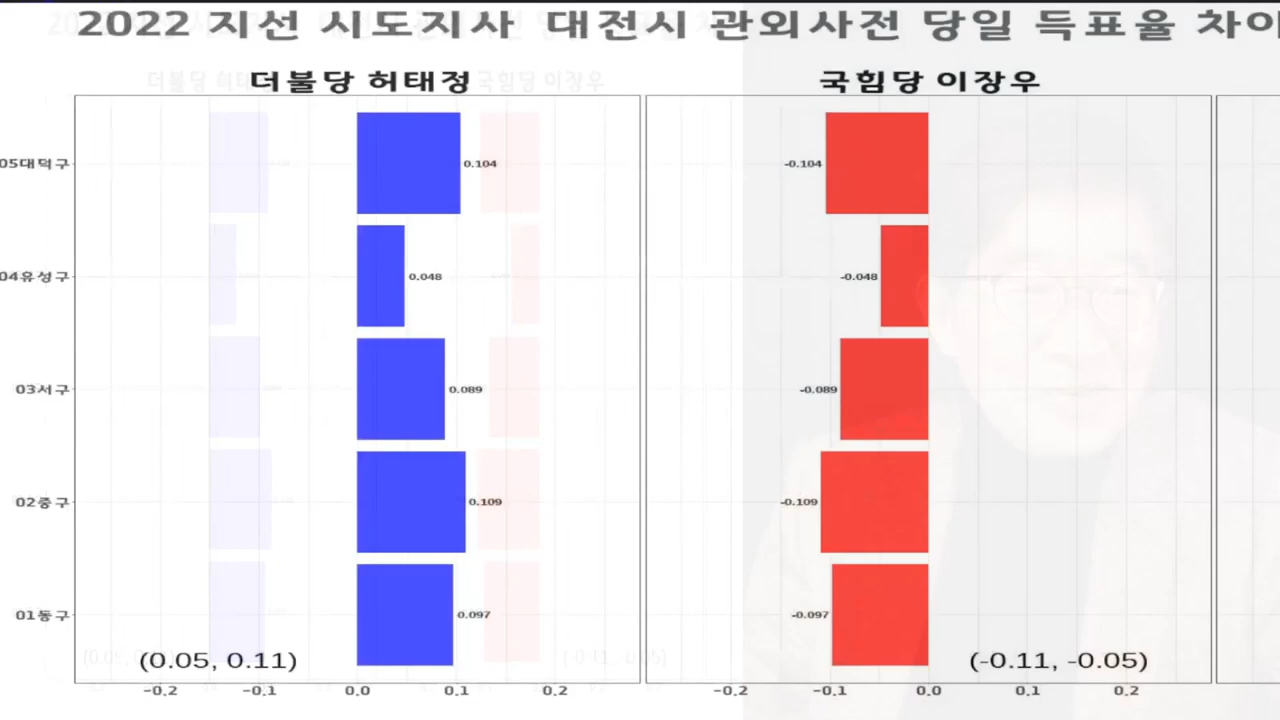 2022 지선 시도지사 대전시 관외사전 당일 득표율 차이
더불당 허태정
국힘당 이장우
05대덕구
0.104
-0.104
04유성구
0.048
-0.048
03서구
0.089
-0.089
02중구
0.109
-0.109
01동구
0.097
-0.097
(0.05, 0.11)
(-0.11, -0.05)
-0.2 -0.1 0.0 0.1 0.2
-0.2 -0.1 0.0 0.1 0.2